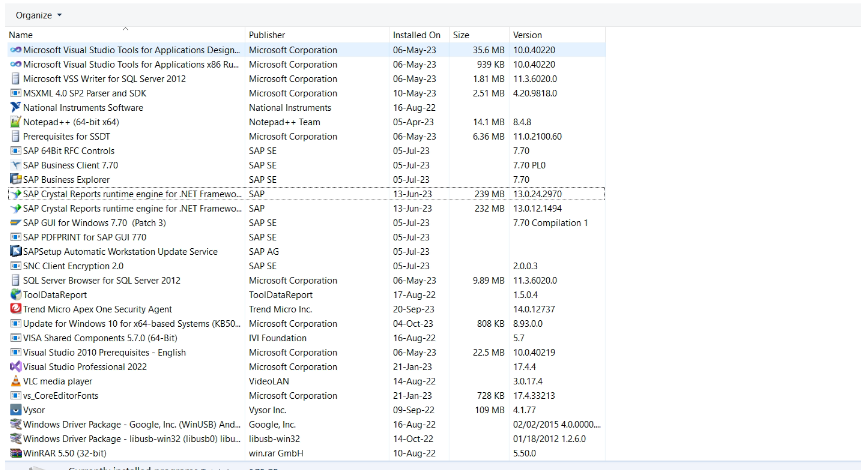 Organize
Name Publisher Installed On Size Version
Microsoft Visual Studio Tools for Applications Design... Microsoft Corporation 06-May-23 35.6 MB 10.0.40220
Microsoft Visual Studio Tools for Applications x86 Ru... Microsoft Corporation 06-May-23 939 KB 10.0.40220
Microsoft VSS Writer for SQL Server 2012 Microsoft Corporation 06-May-23 1.81 MB 11.3.6020.0
MSXML 4.0 SP2 Parser and SDK Microsoft Corporation 10-May-23 2.51 MB 4.20.9818.0
National Instruments Software National Instruments 16-Aug-22
Notepad++ (64-bit x64) Notepad++ Team 05-Apr-23 14.1 MB 8.4.8
Prerequisites for SSDT Microsoft Corporation 06-May-23 6.36 MB 11.0.2100.60
SAP 64Bit RFC Controls SAP SE 05-Jul-23 7.70
SAP Business Client 7.70 SAP SE 05-Jul-23 7.70 PL0
SAP Business Explorer SAP SE 05-Jul-23 7.70
SAP Crystal Reports runtime engine for .NET Framewo... SAP 13-Jun-23 239 MB 13.0.24.2970
SAP Crystal Reports runtime engine for .NET Framewo... SAP 13-Jun-23 232 MB 13.0.12.1494
SAP GUI for Windows 7.70 (Patch 3) SAP SE 05-Jul-23 7.70 Compilation 1
SAP PDFPRINT for SAP GUI 770 SAP SE 05-Jul-23
SAPSetup Automatic Workstation Update Service SAP AG 05-Jul-23
SNC Client Encryption 2.0 SAP SE 05-Jul-23 2.0.0.3
SQL Server Browser for SQL Server 2012 Microsoft Corporation 06-May-23 9.89 MB 11.3.6020.0
ToolDataReport ToolDataReport 17-Aug-22 1.5.0.4
Trend Micro Apex One Security Agent Trend Micro Inc. 20-Sep-23 14.0.12737
Update for Windows 10 for x64-based Systems (KB50... Microsoft Corporation 04-Oct-23 808 KB 8.93.0.0
VISA Shared Components 5.7.0 (64-Bit) IVI Foundation 16-Aug-22 5.7
Visual Studio 2010 Prerequisites - English Microsoft Corporation 06-May-23 22.5 MB 10.0.40219
Visual Studio Professional 2022 Microsoft Corporation 21-Jan-23 17.4.4
VLC media player VideoLAN 14-Aug-22 3.0.17.4
vs_CoreEditorFonts Microsoft Corporation 21-Jan-23 728 KB 17.4.33213
Vysor Vysor Inc. 09-Sep-22 109 MB 4.1.77
Windows Driver Package - Google, Inc. (WinUSB) And... Google, Inc. 16-Aug-22 02/02/2015 4.0.0000....
Windows Driver Package - libusb-win32 (libusb0) libu... libusb-win32 14-Oct-22 01/18/2012 1.2.6.0
WinRAR 5.50 (32-bit) win.rar GmbH 10-Aug-22 5.50.0
Currently installed programs